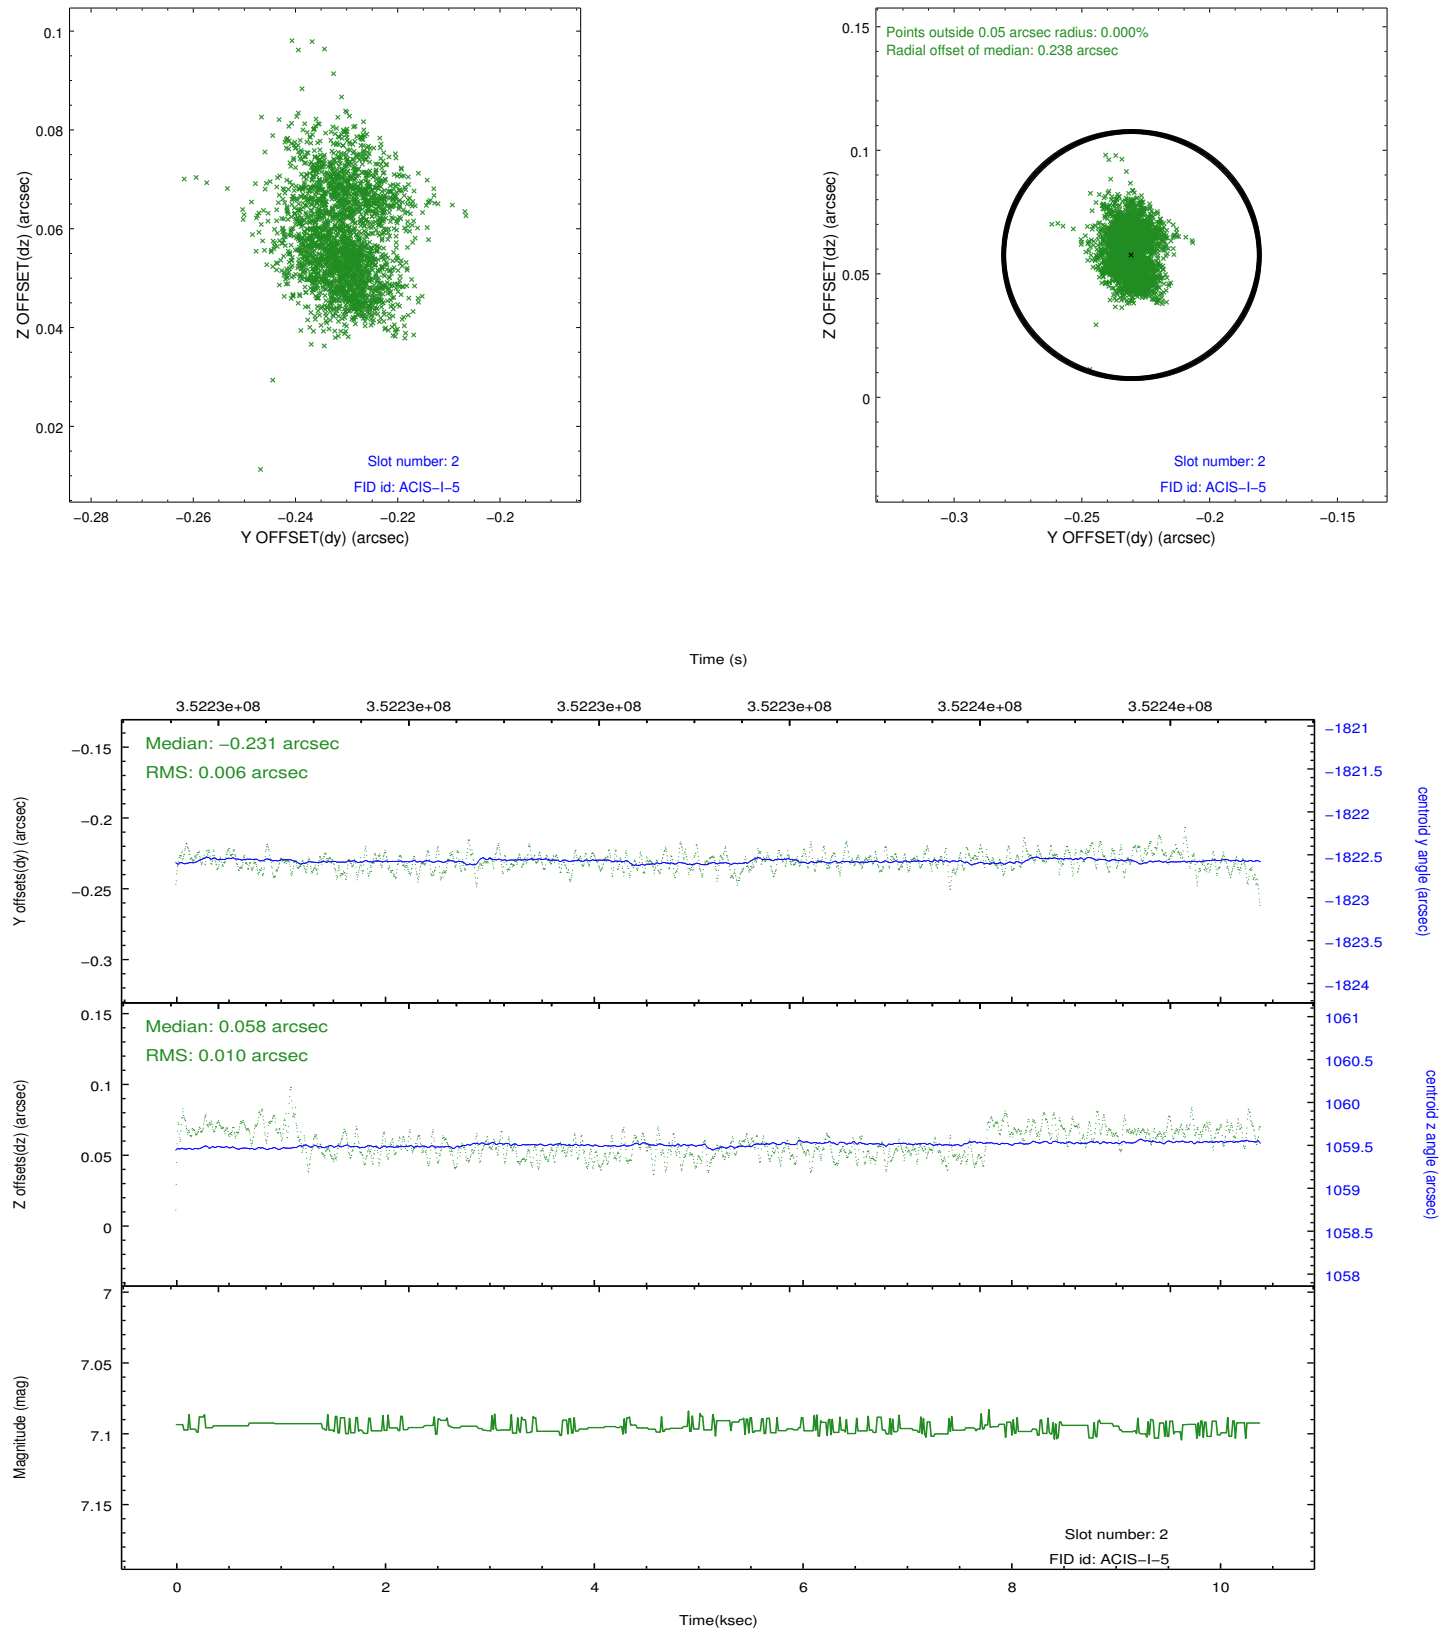 0.1
0.08
0.06
0.04
0.02
Z OFFSET(dz) (arcsec)
Slot number: 2
FID id: ACIS−I−5
−0.28 −0.26 −0.24 −0.22 −0.2
Y OFFSET(dy) (arcsec)
Points outside 0.05 arcsec radius: 0.000%
Radial offset of median: 0.238 arcsec
0.15
0.1
0.05
0
Z OFFSET(dz) (arcsec)
Slot number: 2
FID id: ACIS−I−5
−0.3 −0.25 −0.2 −0.15
Y OFFSET(dy) (arcsec)
Time (s)
3.5223e+08 3.5223e+08 3.5223e+08 3.5223e+08 3.5224e+08 3.5224e+08
Median: −0.231 arcsec
RMS: 0.006 arcsec
−0.15
−0.2
−0.25
−0.3
Y offsets(dy) (arcsec)
−1821
−1821.5
−1822
−1822.5
−1823
−1823.5
−1824
centroid y angle (arcsec)
Median: 0.058 arcsec
RMS: 0.010 arcsec
0.15
0.1
0.05
0
Z offsets(dz) (arcsec)
1061
1060.5
1060
1059.5
1059
1058.5
1058
centroid z angle (arcsec)
7
7.05
7.1
7.15
Magnitude (mag)
Slot number: 2
FID id: ACIS−I−5
0 2 4 6 8 10
Time(ksec)